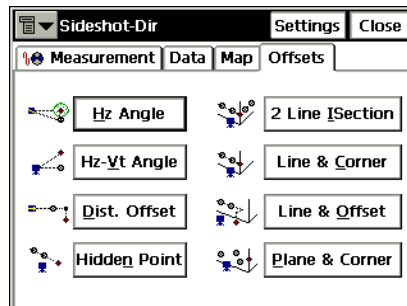 Sideshot-Dir Settings Close
Measurement Data Map Offsets
Hz Angle 2 Line ISection
Hz-Vt Angle Line & Corner
Dist. Offset Line & Offset
Hidden Point Plane & Corner